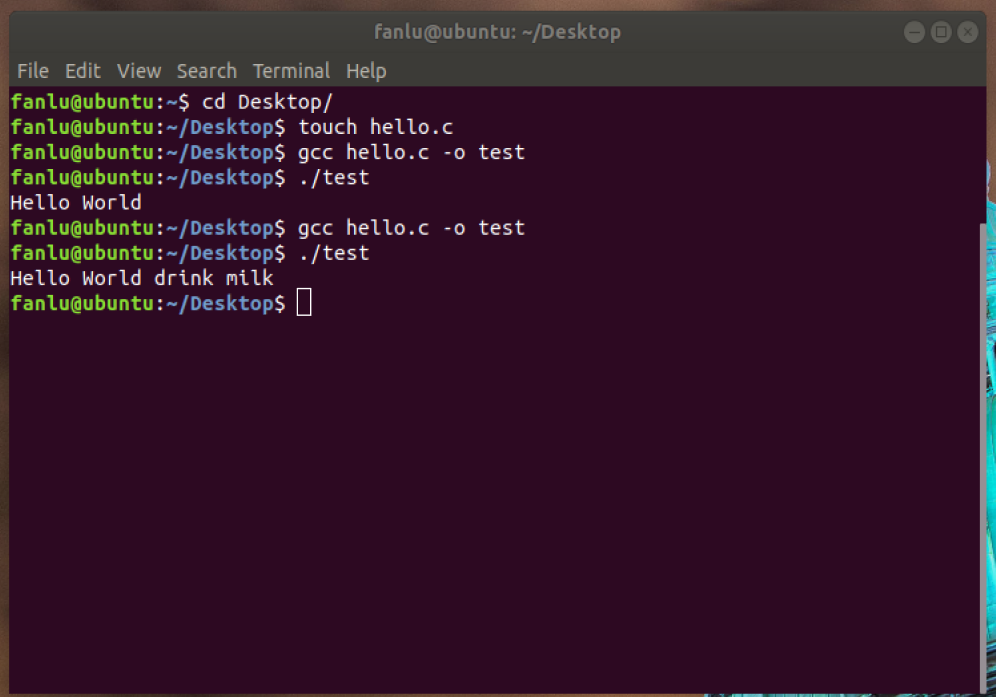 fanlu@ubuntu: ~/Desktop
File Edit View Search Terminal Help
fanlu@ubuntu:~$ cd Desktop/
fanlu@ubuntu:~/Desktop$ touch hello.c
fanlu@ubuntu:~/Desktop$ gcc hello.c -o test
fanlu@ubuntu:~/Desktop$ ./test
Hello World
fanlu@ubuntu:~/Desktop$ gcc hello.c -o test
fanlu@ubuntu:~/Desktop$ ./test
Hello World drink milk
fanlu@ubuntu:~/Desktop$